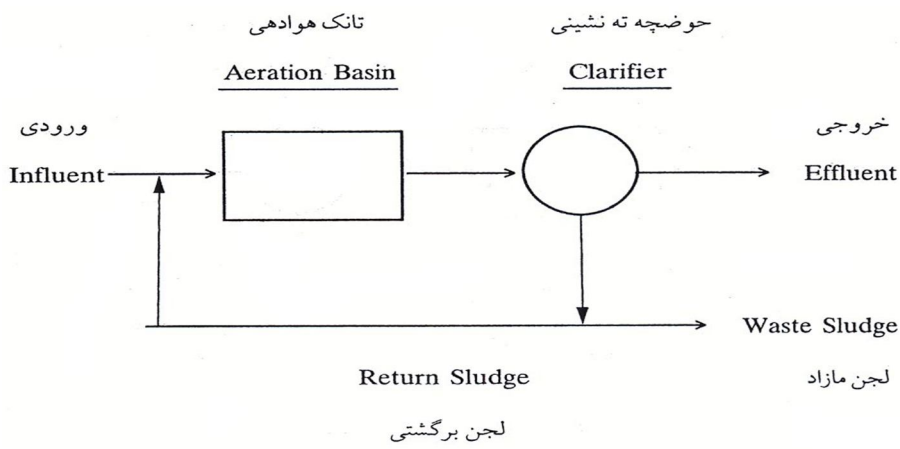 تانک هوادهی
حوضچه ته نشینی
Aeration Basin
Clarifier
ورودی
خروجی
Influent
Effluent
Waste Sludge
Return Sludge
لجن مازاد
لجن برگشتی